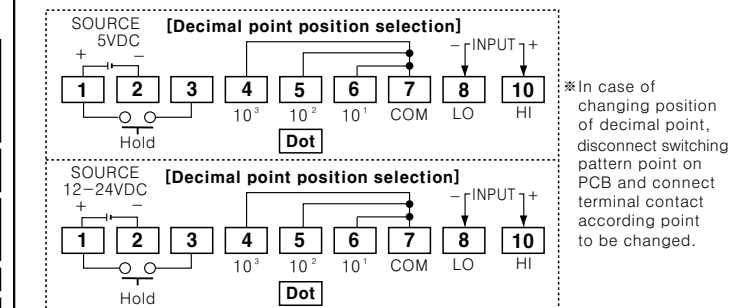 SOURCE [Decimal point position selection]
5VDC
+ − − INPUT +
1 2 3 4 5 6 7 8 10
10³ 10² 10¹ COM LO HI
Hold
Dot
SOURCE [Decimal point position selection]
12−24VDC
+ − − INPUT +
1 2 3 4 5 6 7 8 10
10³ 10² 10¹ COM LO HI
Hold
Dot
※In case of
changing position
of decimal point,
disconnect switching
pattern point on
PCB and connect
terminal contact
according point
to be changed.